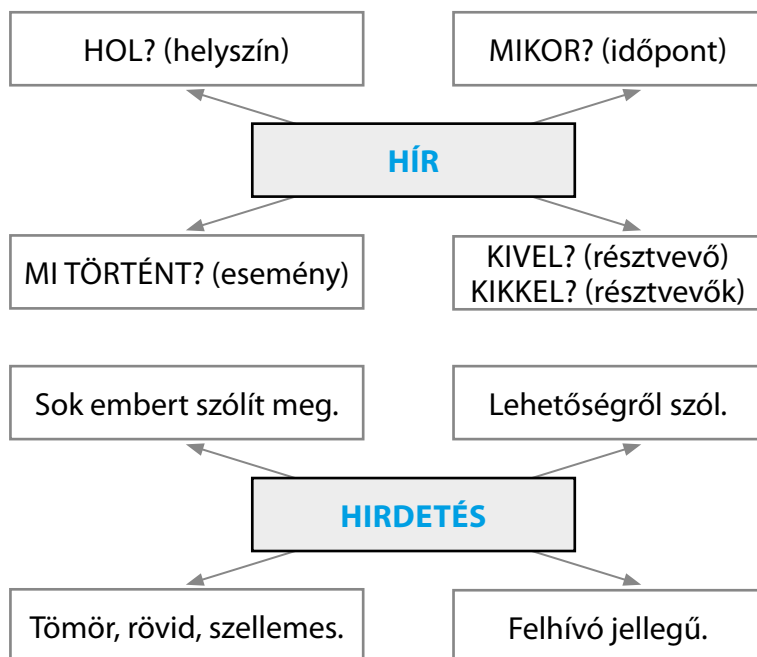 HOL? (helyszín)
MIKOR? (időpont)
HÍR
MI TÖRTÉNT? (esemény)
KIVEL? (résztvevő)
KIKKEL? (résztvevők)
Sok embert szólít meg.
Lehetőségről szól.
HIRDETÉS
Tömör, rövid, szellemes.
Felhívó jellegű.